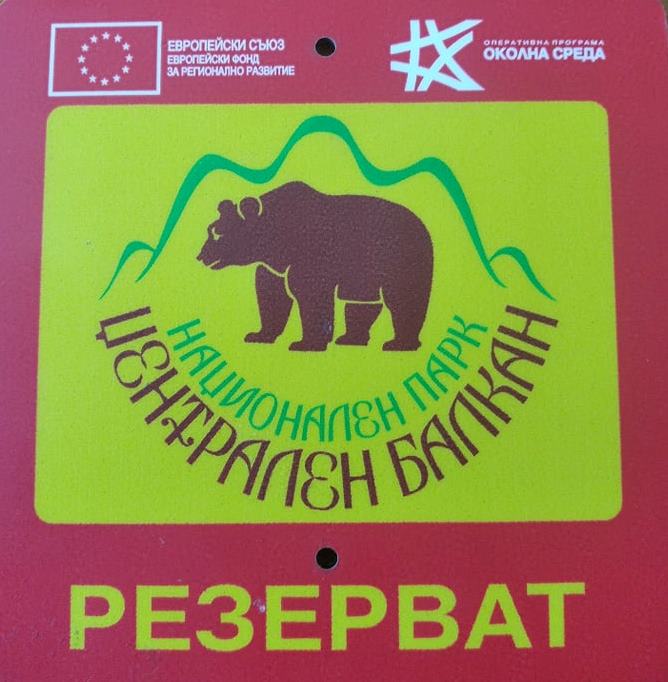 ЕВРОПЕЙСКИ СЪЮЗ
ЕВРОПЕЙСКИ ФОНД
ЗА РЕГИОНАЛНО РАЗВИТИЕ
ОПЕРАТИВНА ПРОГРАМА
ОКОЛНА СРЕДА
НАЦИОНАЛЕН ПАРК
ЦЕНТРАЛЕН БАЛКАН
РЕЗЕРВАТ